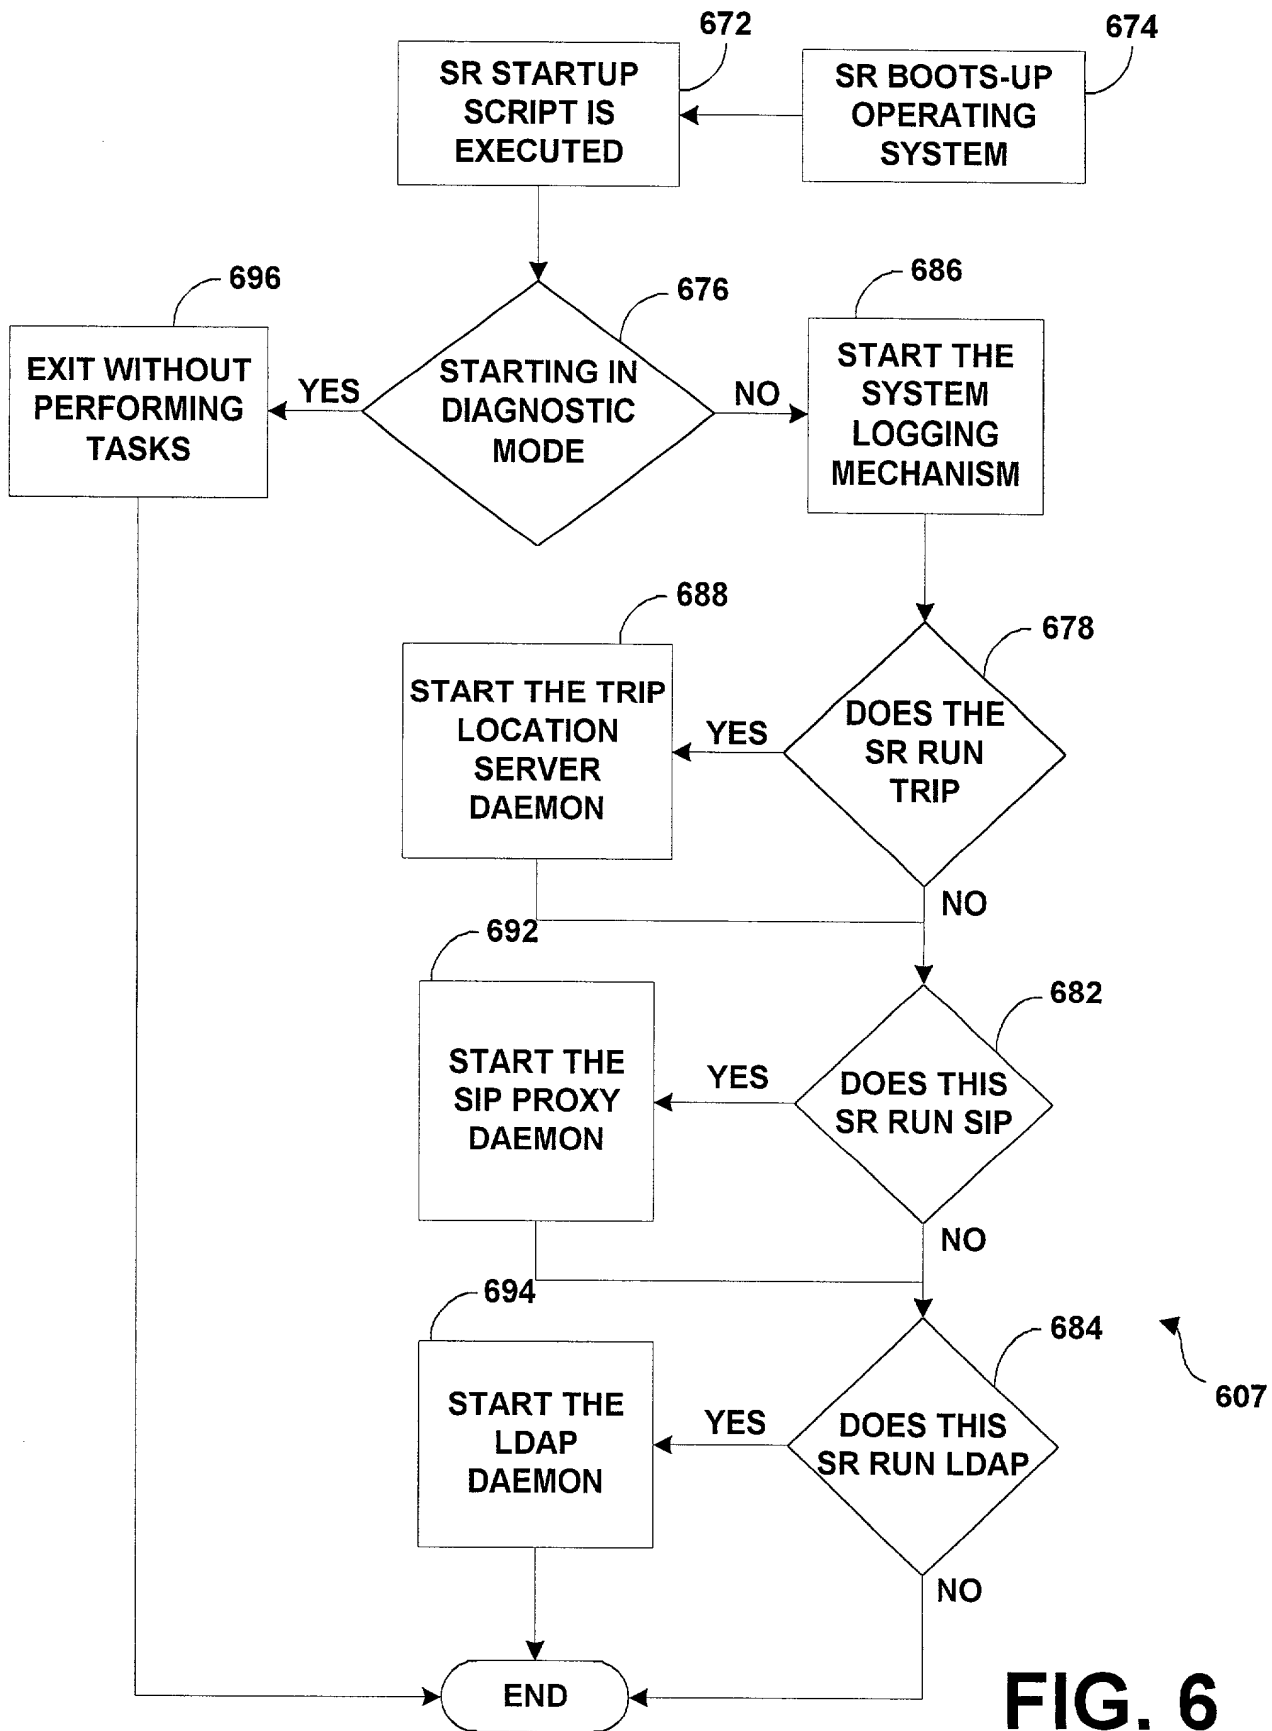 672
674
SR STARTUP
SCRIPT IS
EXECUTED
SR BOOTS-UP
OPERATING
SYSTEM
696
676
686
EXIT WITHOUT
PERFORMING
TASKS
YES
STARTING IN
DIAGNOSTIC
MODE
NO
START THE
SYSTEM
LOGGING
MECHANISM
688
678
START THE TRIP
LOCATION
SERVER
DAEMON
YES
DOES THE
SR RUN
TRIP
NO
692
682
START THE
SIP PROXY
DAEMON
YES
DOES THIS
SR RUN SIP
NO
694
684
607
START THE
LDAP
DAEMON
YES
DOES THIS
SR RUN LDAP
NO
END
FIG. 6